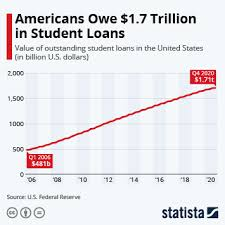 Americans Owe $1.7 Trillion
in Student Loans
Value of outstanding student loans in the United States
(in billion U.S. dollars)
Q4 2020
$1.71t
2,000
1,500
1,000
500
Q1 2006
$481b
0
'06 '08 '10 '12 '14 '16 '18 '20
Source: U.S. Federal Reserve
statista